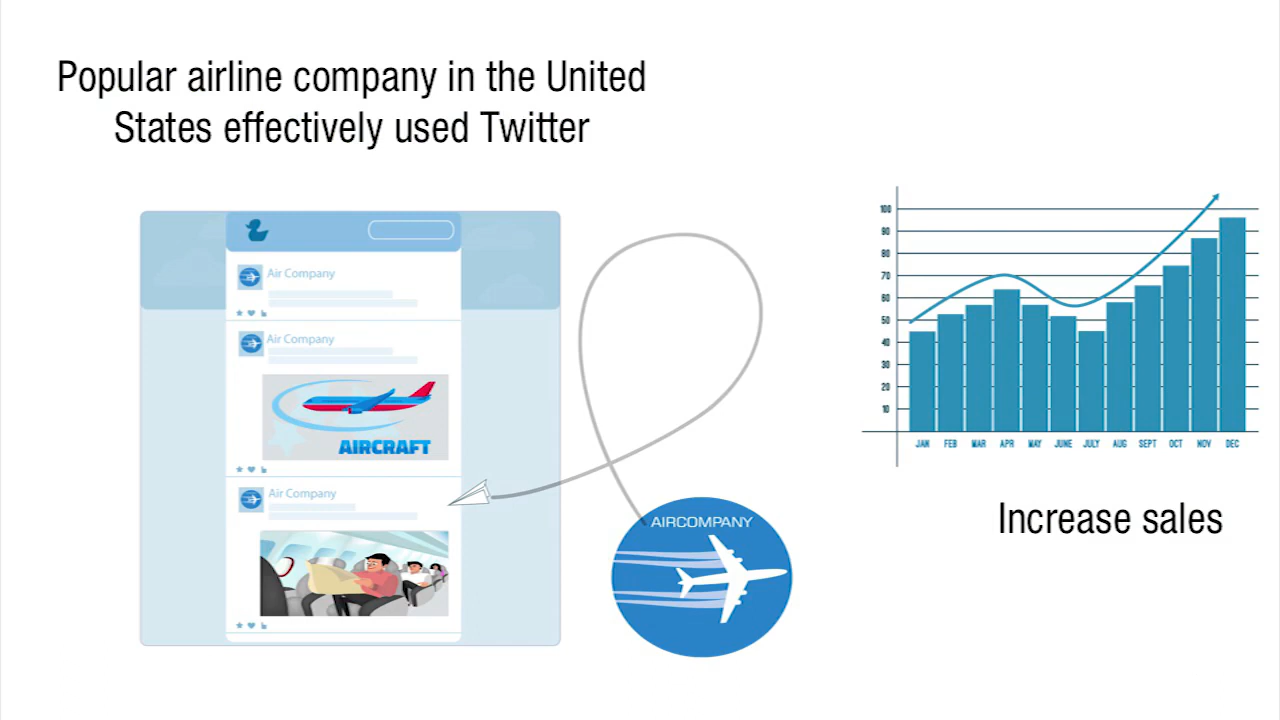 Popular airline company in the United
States effectively used Twitter
Air Company
Air Company
AIRCRAFT
Air Company
AIRCOMPANY
100
90
80
70
60
50
40
30
20
10
JAN FEB MAR APR MAY JUNE JULY AUG SEPT OCT NOV DEC
Increase sales